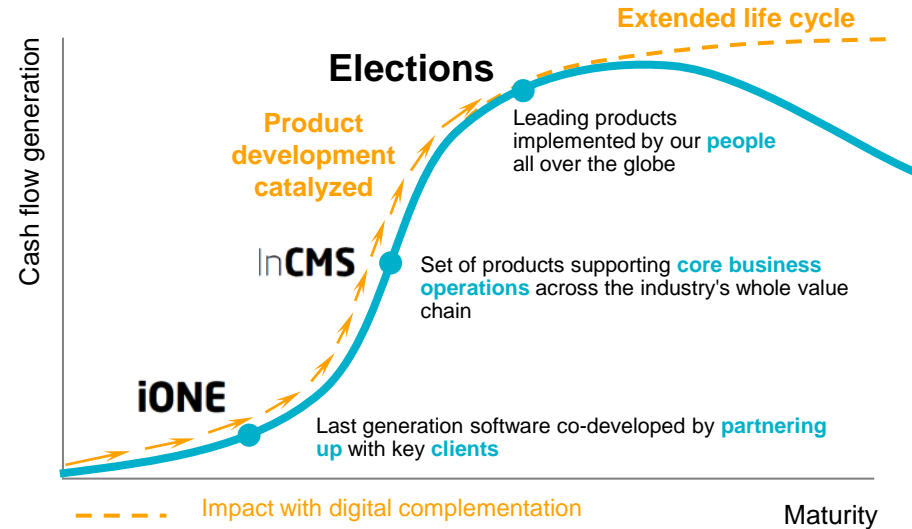 Extended life cycle
Cash flow generation
Elections
Product
development
catalyzed
Leading products
implemented by our people
all over the globe
InCMS
Set of products supporting core business
operations across the industry's whole value
chain
iONE
Last generation software co-developed by partnering
up with key clients
Impact with digital complementation
Maturity